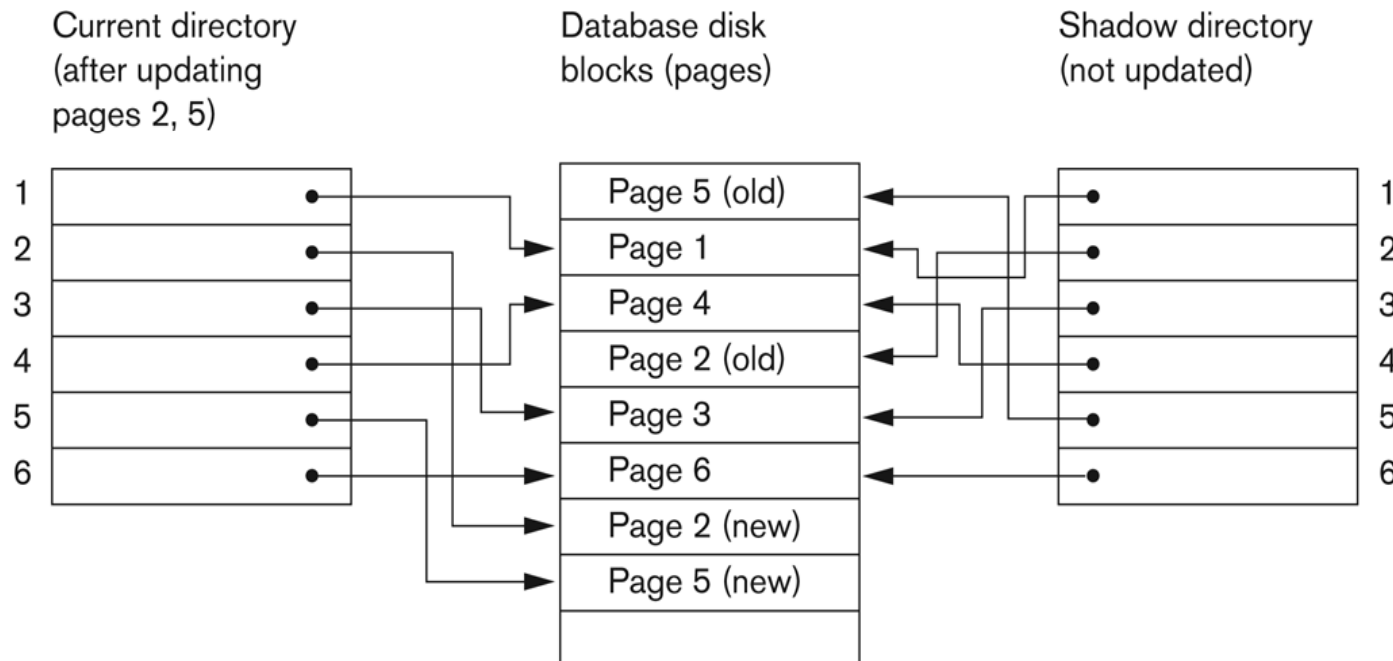 Current directory
(after updating
pages 2, 5)
Database disk
blocks (pages)
Shadow directory
(not updated)
1
2
3
4
5
6
Page 5 (old)
Page 1
Page 4
Page 2 (old)
Page 3
Page 6
Page 2 (new)
Page 5 (new)
1
2
3
4
5
6